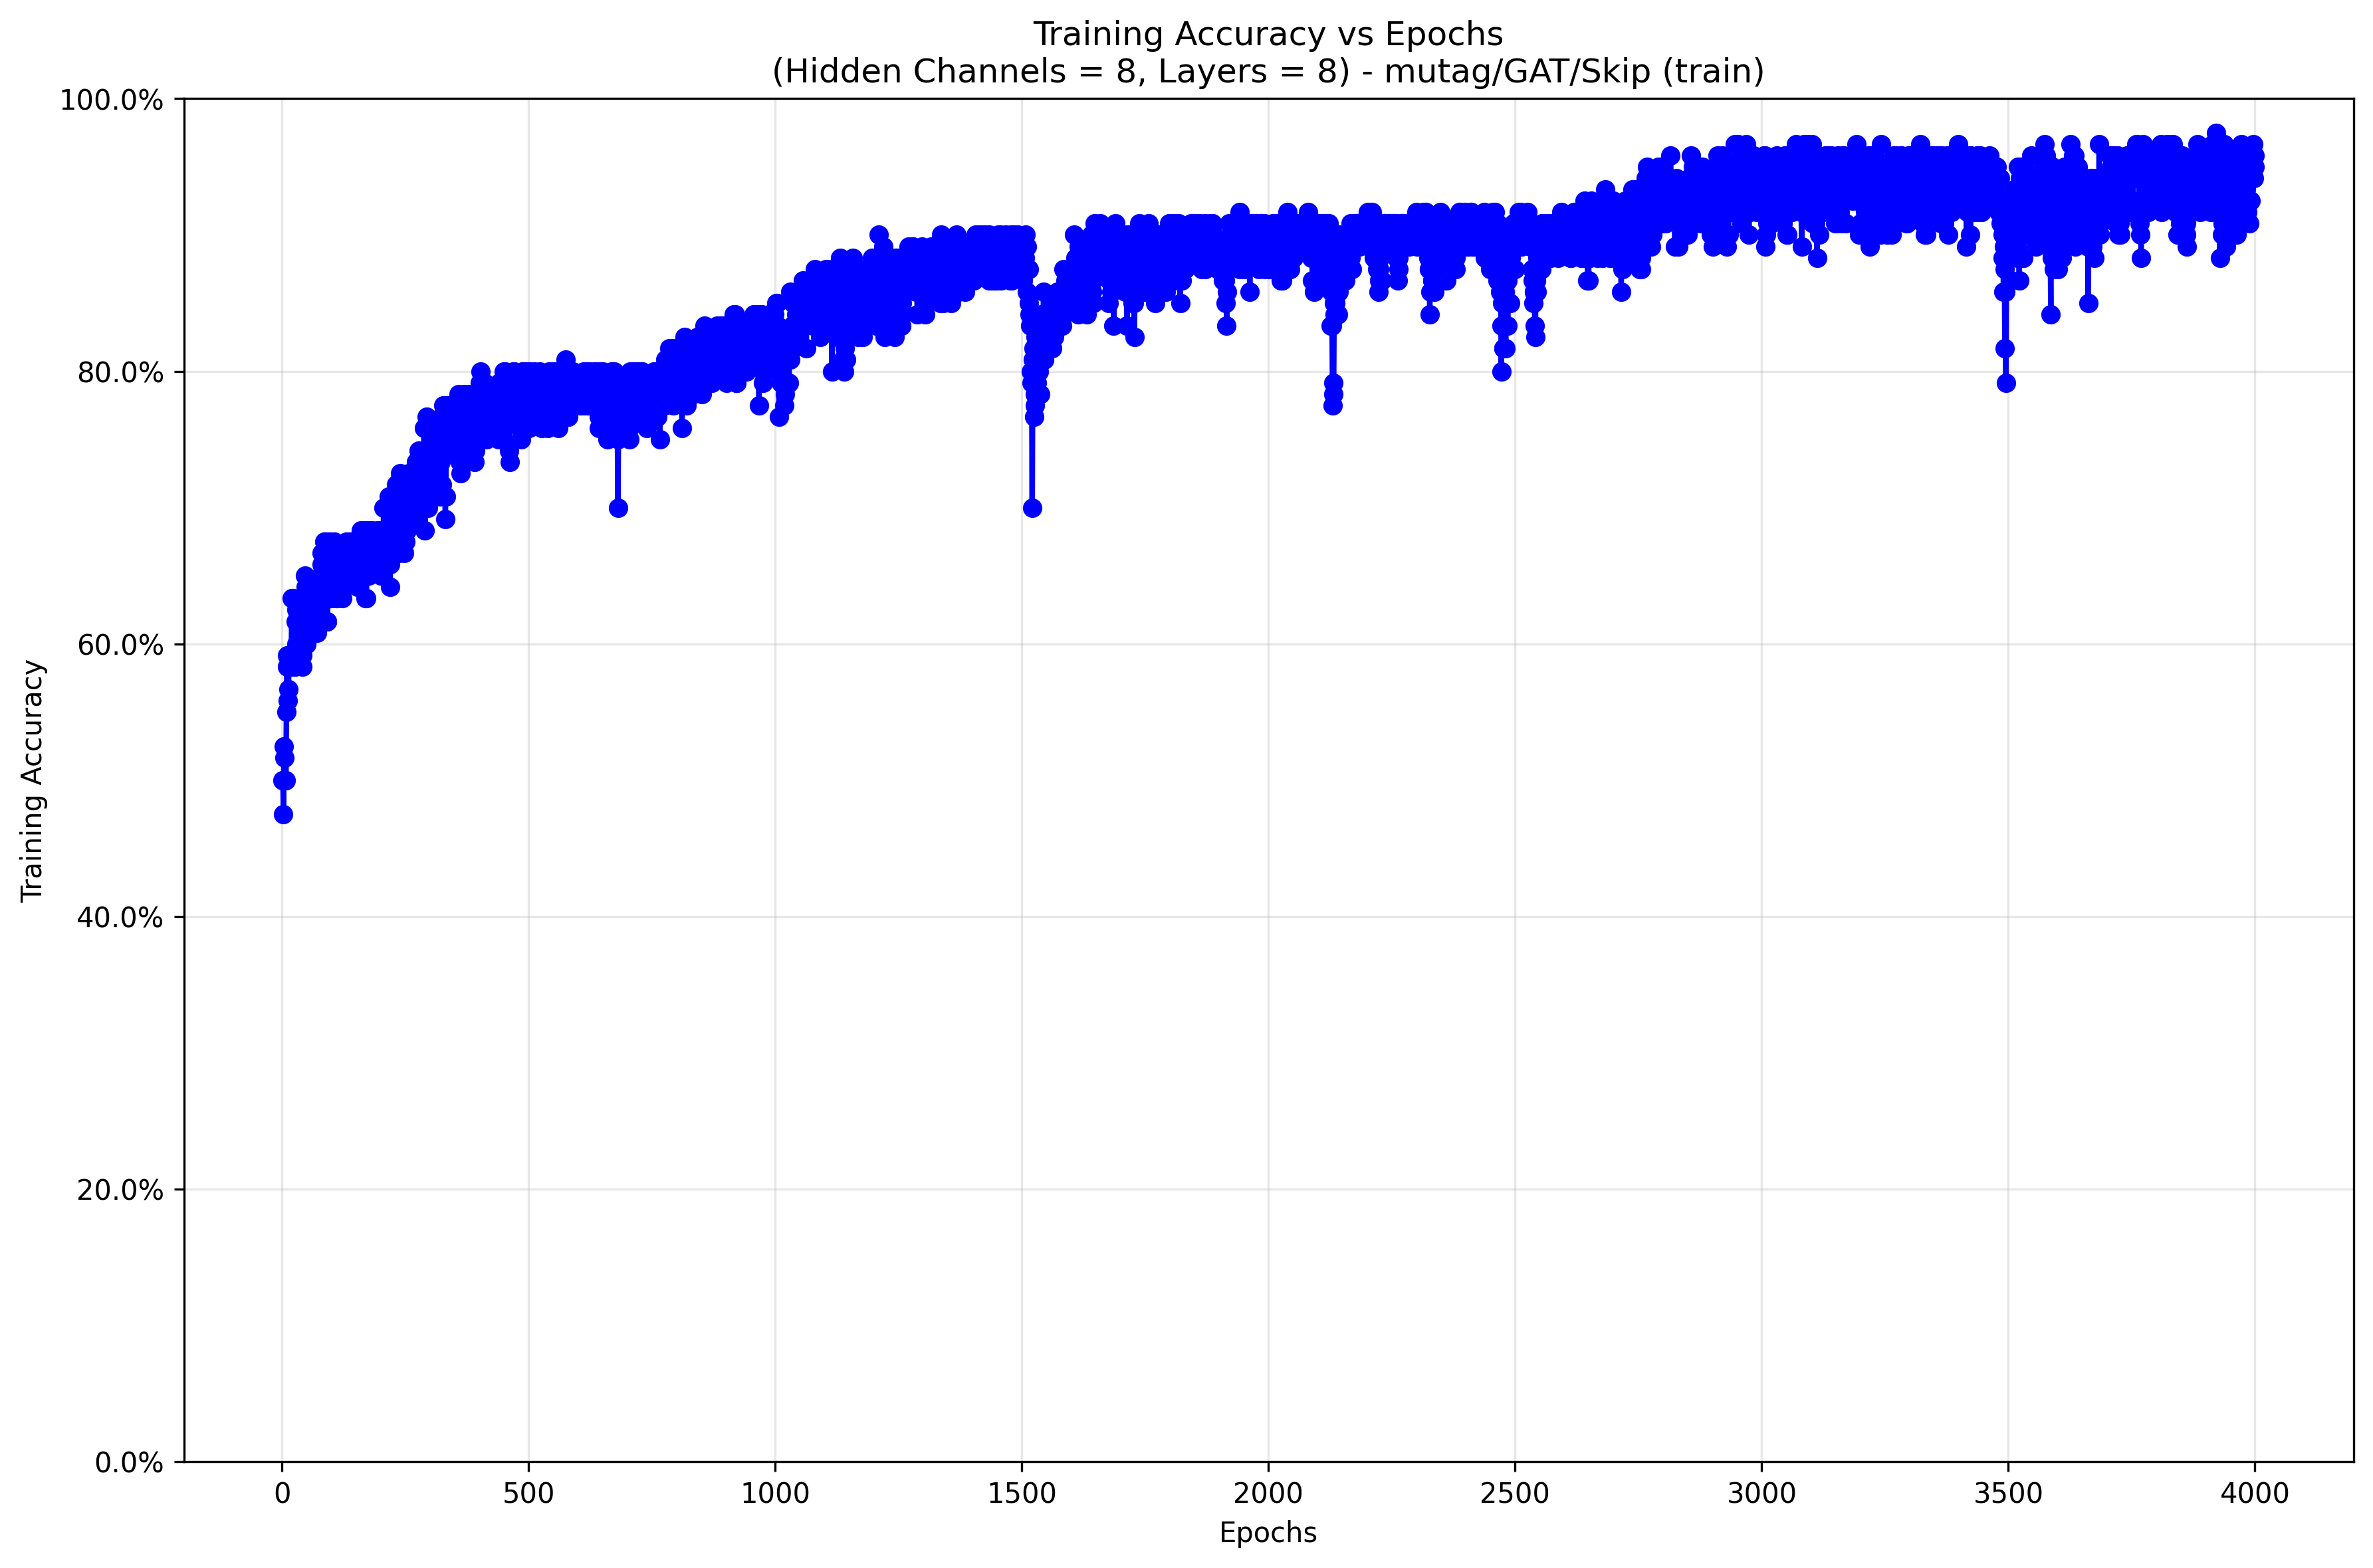 Training Accuracy vs Epochs
(Hidden Channels = 8, Layers = 8) - mutag/GAT/Skip (train)
100.0%
80.0%
60.0%
40.0%
20.0%
0.0%
Training Accuracy
0 500 1000 1500 2000 2500 3000 3500 4000
Epochs